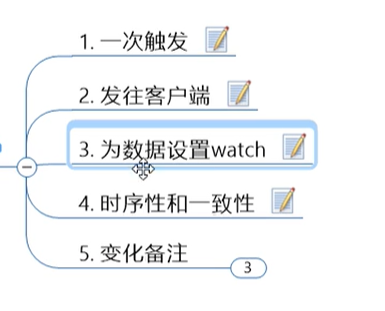 1. 一次触发
2. 发往客户端
3. 为数据设置watch
4. 时序性和一致性
5. 变化备注
3